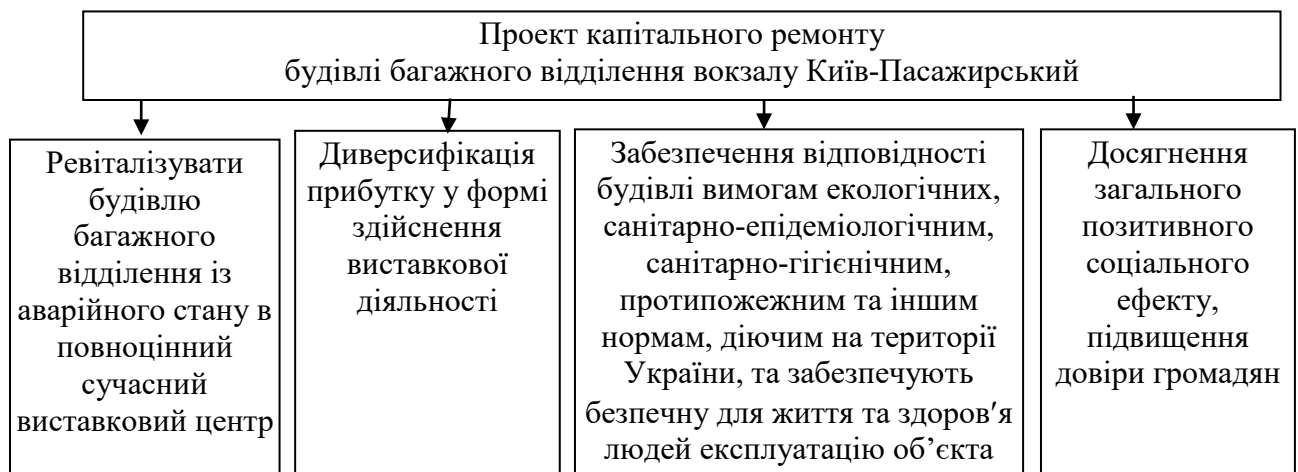 Проект капітального ремонту
будівлі багажного відділення вокзалу Київ-Пасажирський
Ревіталізувати
будівлю
багажного
відділення із
аварійного стану в
повноцінний
сучасний
виставковий центр
Диверсифікація
прибутку у формі
здійснення
виставкової
діяльності
Забезпечення відповідності
будівлі вимогам екологічних,
санітарно-епідеміологічним,
санітарно-гігієнічним,
протипожежним та іншим
нормам, діючим на території
України, та забезпечують
безпечну для життя та здоров′я
людей експлуатацію об’єкта
Досягнення
загального
позитивного
соціального
ефекту,
підвищення
довіри громадян